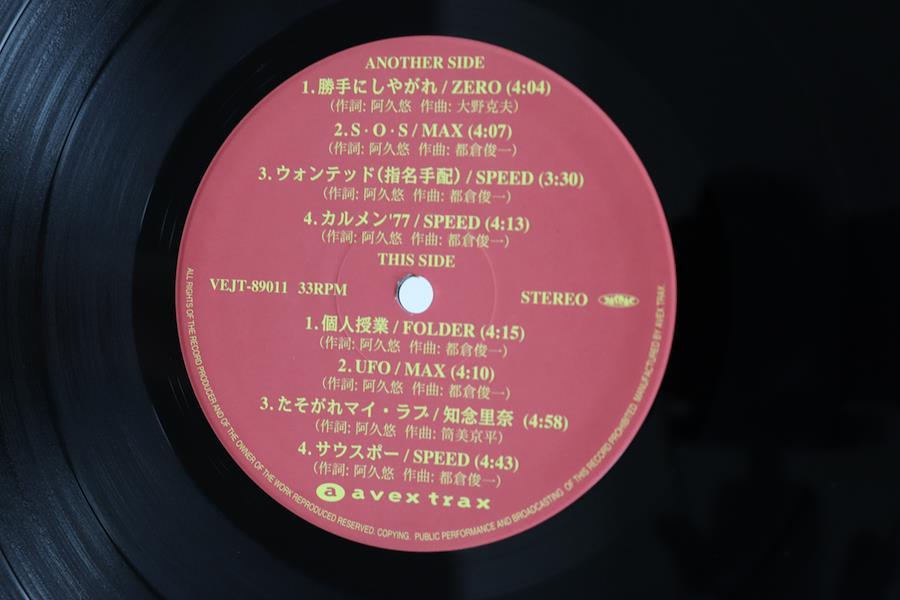 ANOTHER SIDE
1.勝手にしやがれ / ZERO (4:04)
(作詞: 阿久悠 作曲: 大野克夫)
2.S・O・S / MAX (4:07)
(作詞: 阿久悠 作曲: 都倉俊一)
3.ウォンテッド(指名手配) / SPEED (3:30)
(作詞: 阿久悠 作曲: 都倉俊一)
4.カルメン'77 / SPEED (4:13)
(作詞: 阿久悠 作曲: 都倉俊一)
THIS SIDE
VEJT-89011 33RPM
STEREO
1.個人授業 / FOLDER (4:15)
(作詞: 阿久悠 作曲: 都倉俊一)
2.UFO / MAX (4:10)
(作詞: 阿久悠 作曲: 都倉俊一)
3.たそがれマイ・ラブ / 知念里奈 (4:58)
(作詞: 阿久悠 作曲: 筒美京平)
4.サウスポー / SPEED (4:43)
(作詞: 阿久悠 作曲: 都倉俊一)
a avex trax
ALL RIGHTS OF THE RECORD PRODUCER AND OF THE OWNER OF THE WORK REPRODUCED RESERVED. COPYING. PUBLIC PERFORMANCE AND BROADCASTING OF THIS RECORD PROHIBITED. MANUFACTURED BY AVEX TRAX.